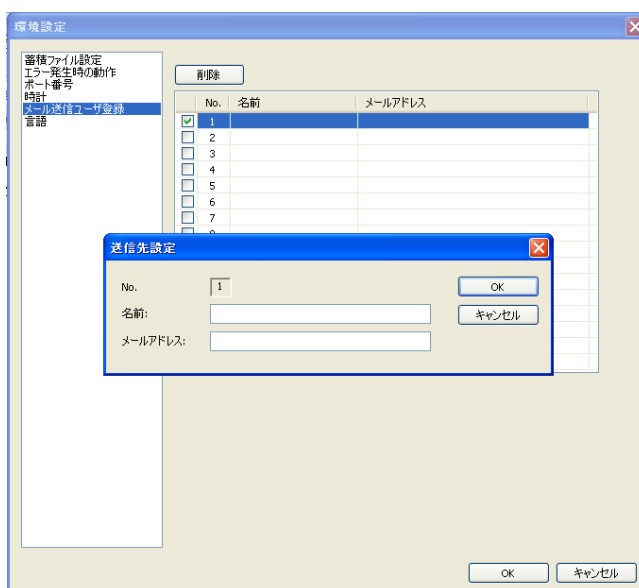 環境設定
蓄積ファイル設定
エラー発生時の動作
ポート番号
時計
メール送信ユーザ登録
言語
削除
No. 名前 メールアドレス
1
2
3
4
5
6
7
送信先設定
No. 1
OK
名前:
キャンセル
メールアドレス:
OK キャンセル